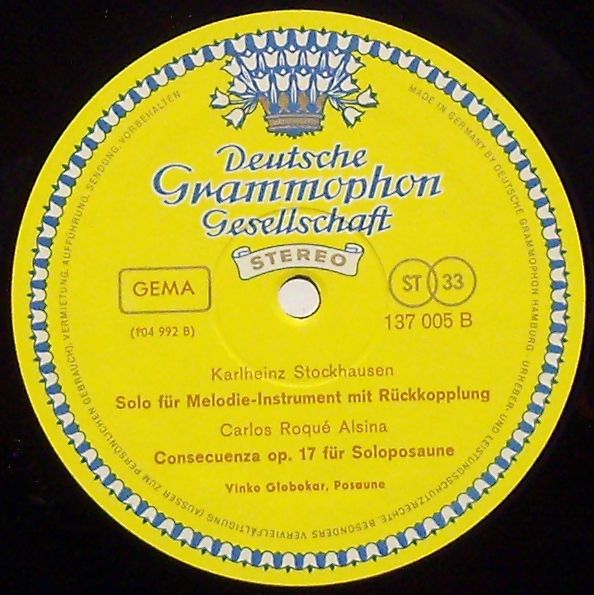 Deutsche
Grammophon
Gesellschaft
STEREO
GEMA
ST 33
(104 992 B)
137 005 B
Karlheinz Stockhausen
Solo für Melodie-Instrument mit Rückkopplung
Carlos Roqué Alsina
Consecuenza op. 17 für Soloposaune
Vinko Globokar, Posaune
MADE IN GERMANY BY DEUTSCHE GRAMMOPHON HAMBURG · URHEBER- UND LEISTUNGSSCHUTZRECHTE, BESONDERS VERVIELFÄLTIGUNG (AUSSER ZUM PERSÖNLICHEN GEBRAUCH), VERMIETUNG, AUFFÜHRUNG, SENDUNG, VORBEHALTEN